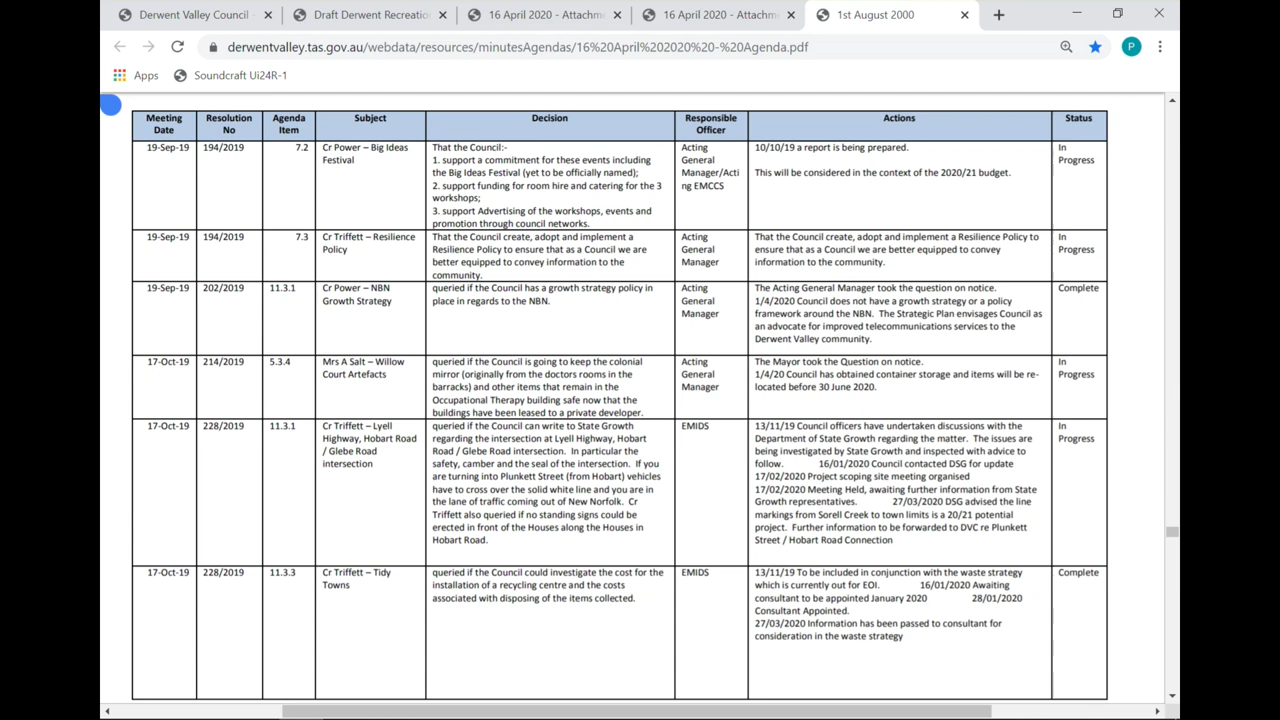 Derwent Valley Council -
Draft Derwent Recreatio
16 April 2020 - Attachm
16 April 2020 - Attachm
1st August 2000
derwentvalley.tas.gov.au/webdata/resources/minutesAgendas/16%20April%202020%20-%20Agenda.pdf
P
Apps
Soundcraft Ui24R-1
Meeting
Date
Resolution
No
Agenda
Item
Subject
Decision
Responsible
Officer
Actions
Status
19-Sep-19
194/2019
7.2
Cr Power – Big Ideas
Festival
That the Council:-
1. support a commitment for these events including
the Big Ideas Festival (yet to be officially named);
2. support funding for room hire and catering for the 3
workshops;
3. support Advertising of the workshops, events and
promotion through council networks.
Acting
General
Manager/Acti
ng EMCCS
10/10/19 a report is being prepared.
This will be considered in the context of the 2020/21 budget.
In
Progress
19-Sep-19
194/2019
7.3
Cr Triffett – Resilience
Policy
That the Council create, adopt and implement a
Resilience Policy to ensure that as a Council we are
better equipped to convey information to the
community.
Acting
General
Manager
That the Council create, adopt and implement a Resilience Policy to
ensure that as a Council we are better equipped to convey
information to the community.
In
Progress
19-Sep-19
202/2019
11.3.1
Cr Power – NBN
Growth Strategy
queried if the Council has a growth strategy policy in
place in regards to the NBN.
Acting
General
Manager
The Acting General Manager took the question on notice.
1/4/2020 Council does not have a growth strategy or a policy
framework around the NBN. The Strategic Plan envisages Council as
an advocate for improved telecommunications services to the
Derwent Valley community.
Complete
17-Oct-19
214/2019
5.3.4
Mrs A Salt – Willow
Court Artefacts
queried if the Council is going to keep the colonial
mirror (originally from the doctors rooms in the
barracks) and other items that remain in the
Occupational Therapy building safe now that the
buildings have been leased to a private developer.
Acting
General
Manager
The Mayor took the Question on notice.
1/4/20 Council has obtained container storage and items will be re-
located before 30 June 2020.
In
Progress
17-Oct-19
228/2019
11.3.1
Cr Triffett – Lyell
Highway, Hobart Road
/ Glebe Road
intersection
queried if the Council can write to State Growth
regarding the intersection at Lyell Highway, Hobart
Road / Glebe Road intersection. In particular the
safety, camber and the seal of the intersection. If you
are turning into Plunkett Street (from Hobart) vehicles
have to cross over the solid white line and you are in
the lane of traffic coming out of New Norfolk. Cr
Triffett also queried if no standing signs could be
erected in front of the Houses along the Houses in
Hobart Road.
EMIDS
13/11/19 Council officers have undertaken discussions with the
Department of State Growth regarding the matter. The issues are
being investigated by State Growth and inspected with advice to
follow. 16/01/2020 Council contacted DSG for update
17/02/2020 Project scoping site meeting organised
17/02/2020 Meeting Held, awaiting further information from State
Growth representatives. 27/03/2020 DSG advised the line
markings from Sorell Creek to town limits is a 20/21 potential
project. Further information to be forwarded to DVC re Plunkett
Street / Hobart Road Connection
In
Progress
17-Oct-19
228/2019
11.3.3
Cr Triffett – Tidy
Towns
queried if the Council could investigate the cost for the
installation of a recycling centre and the costs
associated with disposing of the items collected.
EMIDS
13/11/19 To be included in conjunction with the waste strategy
which is currently out for EOI. 16/01/2020 Awaiting
consultant to be appointed January 2020 28/01/2020
Consultant Appointed.
27/03/2020 Information has been passed to consultant for
consideration in the waste strategy
Complete